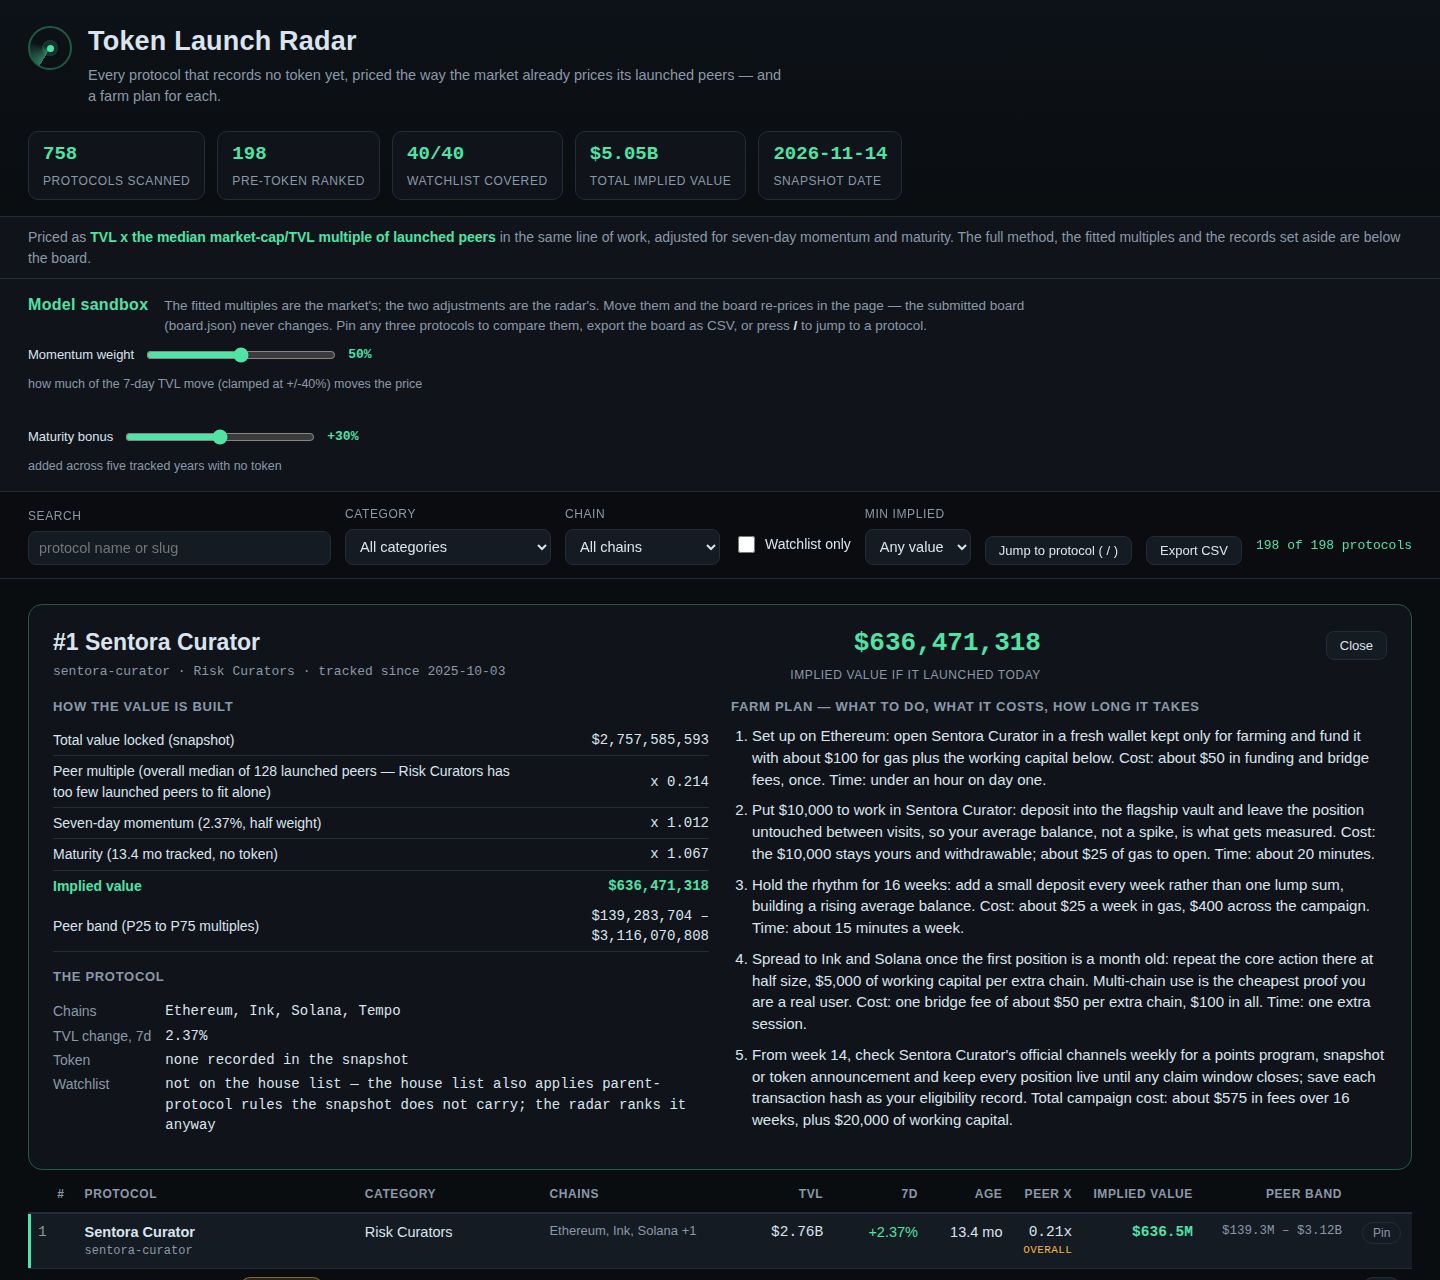 Token Launch Radar
Every protocol that records no token yet, priced the way the market already prices its launched peers — and
a farm plan for each.
758
PROTOCOLS SCANNED
198
PRE-TOKEN RANKED
40/40
WATCHLIST COVERED
$5.05B
TOTAL IMPLIED VALUE
2026-11-14
SNAPSHOT DATE
Priced as TVL x the median market-cap/TVL multiple of launched peers in the same line of work, adjusted for seven-day momentum and maturity. The full method, the fitted multiples and the records set aside are below
the board.
Model sandbox
The fitted multiples are the market's; the two adjustments are the radar's. Move them and the board re-prices in the page — the submitted board
(board.json) never changes. Pin any three protocols to compare them, export the board as CSV, or press / to jump to a protocol.
Momentum weight 50%
how much of the 7-day TVL move (clamped at +/-40%) moves the price
Maturity bonus +30%
added across five tracked years with no token
SEARCH
protocol name or slug
CATEGORY
All categories
CHAIN
All chains
Watchlist only
MIN IMPLIED
Any value
Jump to protocol ( / )
Export CSV
198 of 198 protocols
#1 Sentora Curator
sentora-curator · Risk Curators · tracked since 2025-10-03
$636,471,318
IMPLIED VALUE IF IT LAUNCHED TODAY
Close
HOW THE VALUE IS BUILT
Total value locked (snapshot) $2,757,585,593
Peer multiple (overall median of 128 launched peers — Risk Curators has
too few launched peers to fit alone) x 0.214
Seven-day momentum (2.37%, half weight) x 1.012
Maturity (13.4 mo tracked, no token) x 1.067
Implied value $636,471,318
Peer band (P25 to P75 multiples) $139,283,704 –
$3,116,070,808
THE PROTOCOL
Chains Ethereum, Ink, Solana, Tempo
TVL change, 7d 2.37%
Token none recorded in the snapshot
Watchlist not on the house list — the house list also applies parent-
protocol rules the snapshot does not carry; the radar ranks it
anyway
FARM PLAN — WHAT TO DO, WHAT IT COSTS, HOW LONG IT TAKES
1. Set up on Ethereum: open Sentora Curator in a fresh wallet kept only for farming and fund it
with about $100 for gas plus the working capital below. Cost: about $50 in funding and bridge
fees, once. Time: under an hour on day one.
2. Put $10,000 to work in Sentora Curator: deposit into the flagship vault and leave the position
untouched between visits, so your average balance, not a spike, is what gets measured. Cost:
the $10,000 stays yours and withdrawable; about $25 of gas to open. Time: about 20 minutes.
3. Hold the rhythm for 16 weeks: add a small deposit every week rather than one lump sum,
building a rising average balance. Cost: about $25 a week in gas, $400 across the campaign.
Time: about 15 minutes a week.
4. Spread to Ink and Solana once the first position is a month old: repeat the core action there at
half size, $5,000 of working capital per extra chain. Multi-chain use is the cheapest proof you
are a real user. Cost: one bridge fee of about $50 per extra chain, $100 in all. Time: one extra
session.
5. From week 14, check Sentora Curator's official channels weekly for a points program, snapshot
or token announcement and keep every position live until any claim window closes; save each
transaction hash as your eligibility record. Total campaign cost: about $575 in fees over 16
weeks, plus $20,000 of working capital.
# PROTOCOL CATEGORY CHAINS TVL 7D AGE PEER X IMPLIED VALUE PEER BAND
1 Sentora Curator Risk Curators Ethereum, Ink, Solana +1 $2.76B +2.37% 13.4 mo 0.21x $636.5M $139.3M – $3.12B Pin
sentora-curator OVERALL